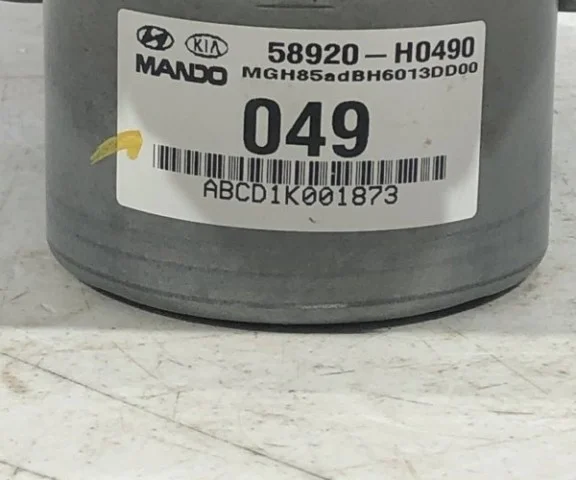 KIA 58920-H0490
MANDO MGH85adBH6013DD00
049
ABCD1K001873